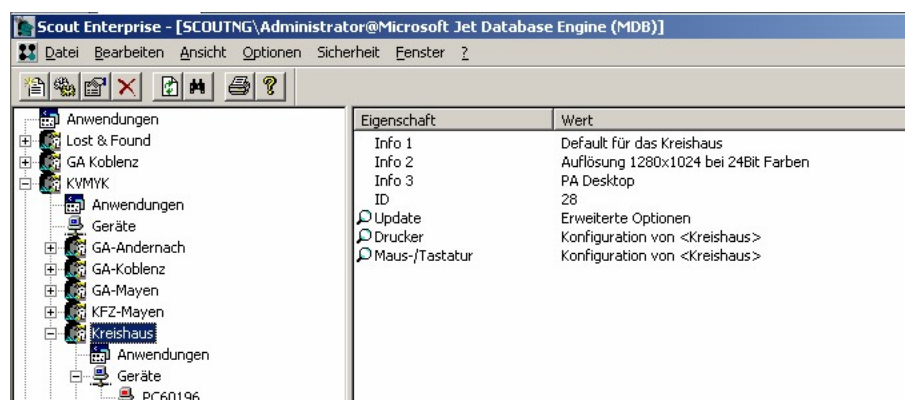 Scout Enterprise - [SCOUTNG\Administrator@Microsoft Jet Database Engine (MDB)]
Datei Bearbeiten Ansicht Optionen Sicherheit Fenster ?
Anwendungen
Lost & Found
GA Koblenz
KVMYK
Anwendungen
Geräte
GA-Andernach
GA-Koblenz
GA-Mayen
KFZ-Mayen
Kreishaus
Anwendungen
Geräte
PC60196
Eigenschaft Wert
Info 1 Default für das Kreishaus
Info 2 Auflösung 1280x1024 bei 24Bit Farben
Info 3 PA Desktop
ID 28
Update Erweiterte Optionen
Drucker Konfiguration von <Kreishaus>
Maus-/Tastatur Konfiguration von <Kreishaus>